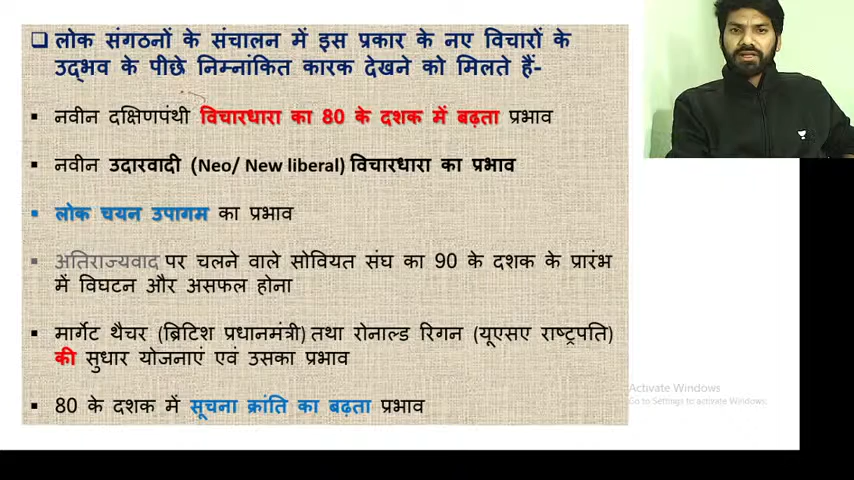 लोक संगठनों के संचालन में इस प्रकार के नए विचारों के
उद्भव के पीछे निम्नांकित कारक देखने को मिलते हैं-
नवीन दक्षिणपंथी विचारधारा का 80 के दशक में बढ़ता प्रभाव
नवीन उदारवादी (Neo/ New liberal) विचारधारा का प्रभाव
लोक चयन उपागम का प्रभाव
अतिराज्यवाद पर चलने वाले सोवियत संघ का 90 के दशक के प्रारंभ
में विघटन और असफल होना
मार्गेट थैचर (ब्रिटिश प्रधानमंत्री) तथा रोनाल्ड रिगन (यूएसए राष्ट्रपति)
की सुधार योजनाएं एवं उसका प्रभाव
80 के दशक में सूचना क्रांति का बढ़ता प्रभाव
Activate Windows
Go to Settings to activate Windows.